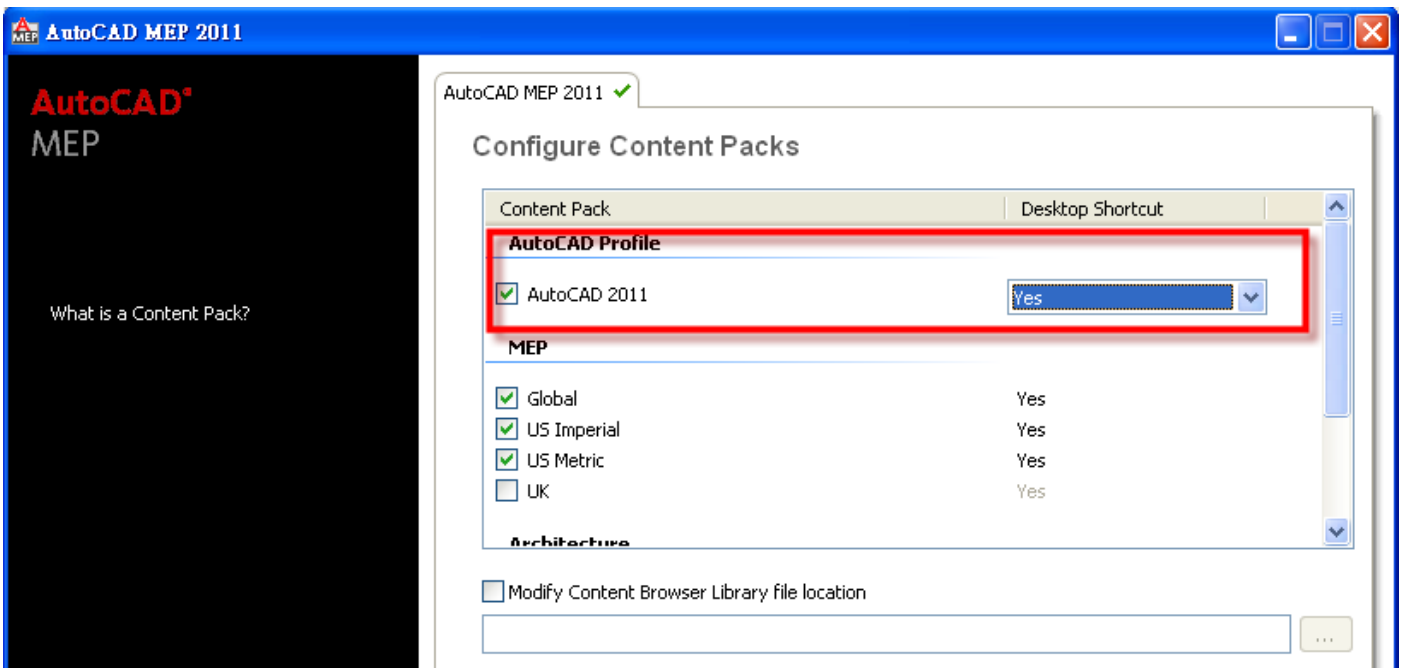 AutoCAD MEP 2011
AutoCAD®
MEP
What is a Content Pack?
AutoCAD MEP 2011
Configure Content Packs
Content Pack Desktop Shortcut
AutoCAD Profile
AutoCAD 2011 Yes
MEP
Global Yes
US Imperial Yes
US Metric Yes
UK Yes
Architecture
Modify Content Browser Library file location
...